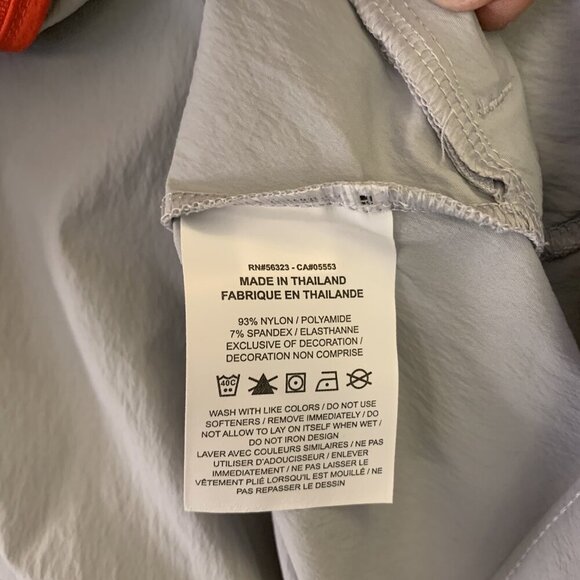 RN#56323 - CA#05553
MADE IN THAILAND
FABRIQUE EN THAILANDE
93% NYLON / POLYAMIDE
7% SPANDEX / ELASTHANNE
EXCLUSIVE OF DECORATION /
DECORATION NON COMPRISE
40C
WASH WITH LIKE COLORS / DO NOT USE
SOFTENERS / REMOVE IMMEDIATELY / DO
NOT ALLOW TO LAY ON ITSELF WHEN WET /
DO NOT IRON DESIGN
LAVER AVEC COULEURS SIMILAIRES / NE PAS
UTILISER D'ADOUCISSEUR / ENLEVER
IMMEDIATEMENT / NE PAS LAISSER LE
VÊTEMENT PLIÉ LORSQU'IL EST MOUILLÉ / NE
PAS REPASSER LE DESSIN